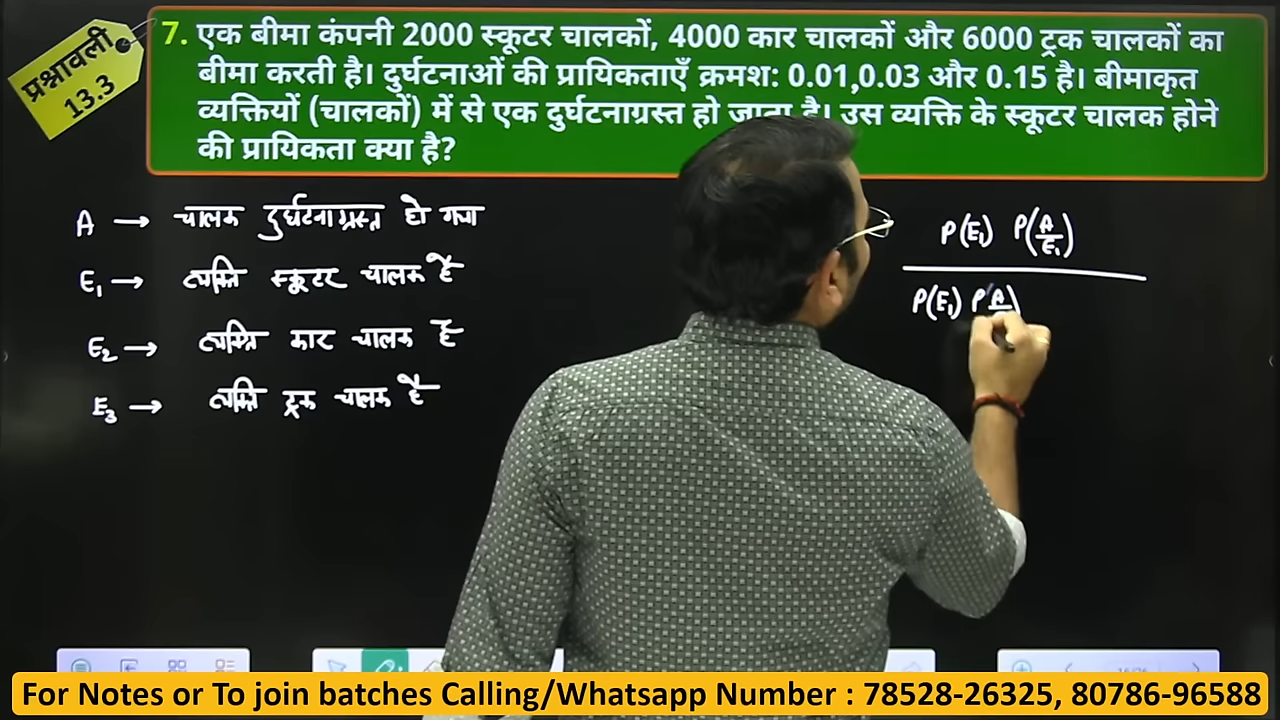 प्रश्नावली
13.3
7. एक बीमा कंपनी 2000 स्कूटर चालकों, 4000 कार चालकों और 6000 ट्रक चालकों का
बीमा करती है। दुर्घटनाओं की प्रायिकताएँ क्रमश: 0.01,0.03 और 0.15 है। बीमाकृत
व्यक्तियों (चालकों) में से एक दुर्घटनाग्रस्त हो जाता है। उस व्यक्ति के स्कूटर चालक होने
की प्रायिकता क्या है?
A → चालक दुर्घटनाग्रस्त हो गया
E₁ → व्यक्ति स्कूटर चालक है
E₂ → व्यक्ति कार चालक है
E₃ → व्यक्ति ट्रक चालक है
P(E₁) P(A/E₁)
P(E₁) P(A
For Notes or To join batches Calling/Whatsapp Number : 78528-26325, 80786-96588